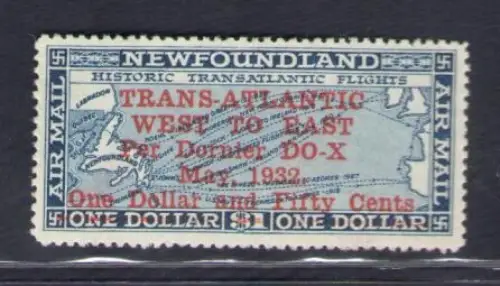 NEWFOUNDLAND
HISTORIC TRANSATLANTIC FLIGHTS
AIR MAIL
AIR MAIL
LABRADOR
TRANS-ATLANTIC
WEST TO EAST
Per Dornier DO-X
May, 1932.
One Dollar and Fifty Cents
ONE DOLLAR $1 ONE DOLLAR